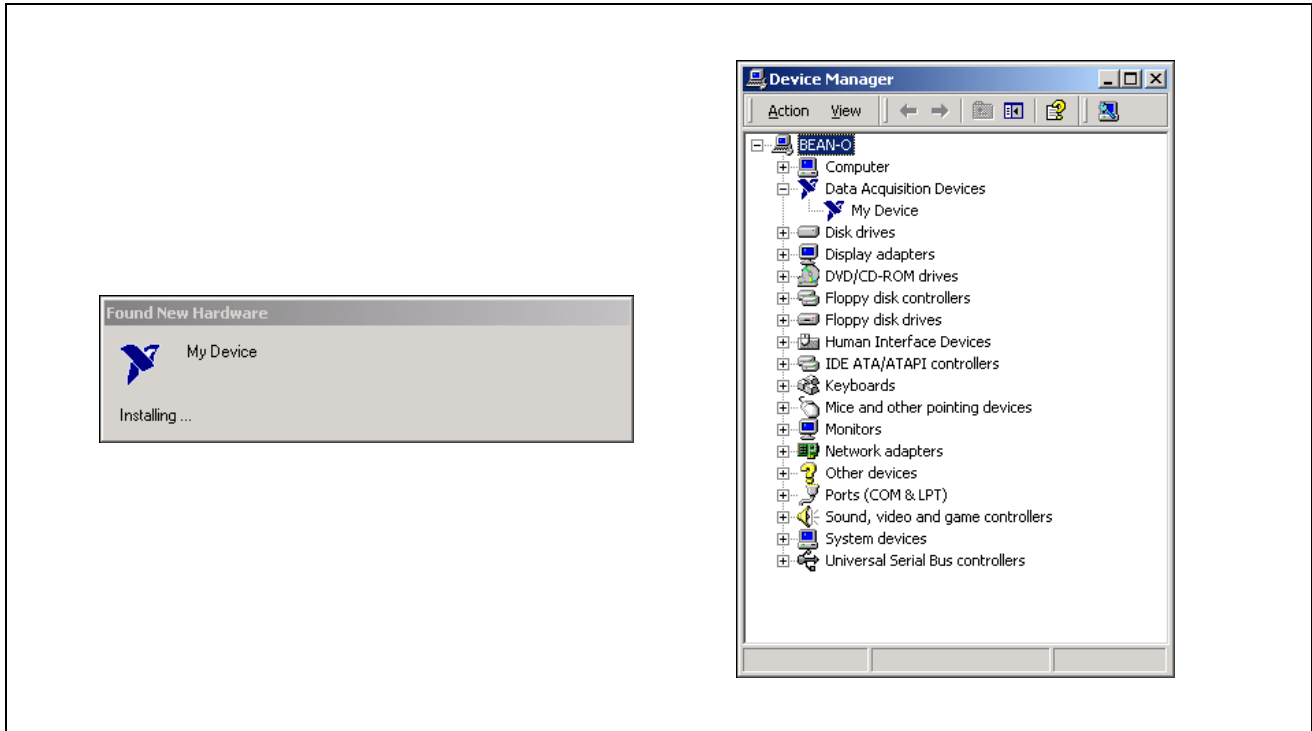 Found New Hardware
My Device
Installing ...
Device Manager
Action View
BEAN-O
Computer
Data Acquisition Devices
My Device
Disk drives
Display adapters
DVD/CD-ROM drives
Floppy disk controllers
Floppy disk drives
Human Interface Devices
IDE ATA/ATAPI controllers
Keyboards
Mice and other pointing devices
Monitors
Network adapters
Other devices
Ports (COM & LPT)
Sound, video and game controllers
System devices
Universal Serial Bus controllers